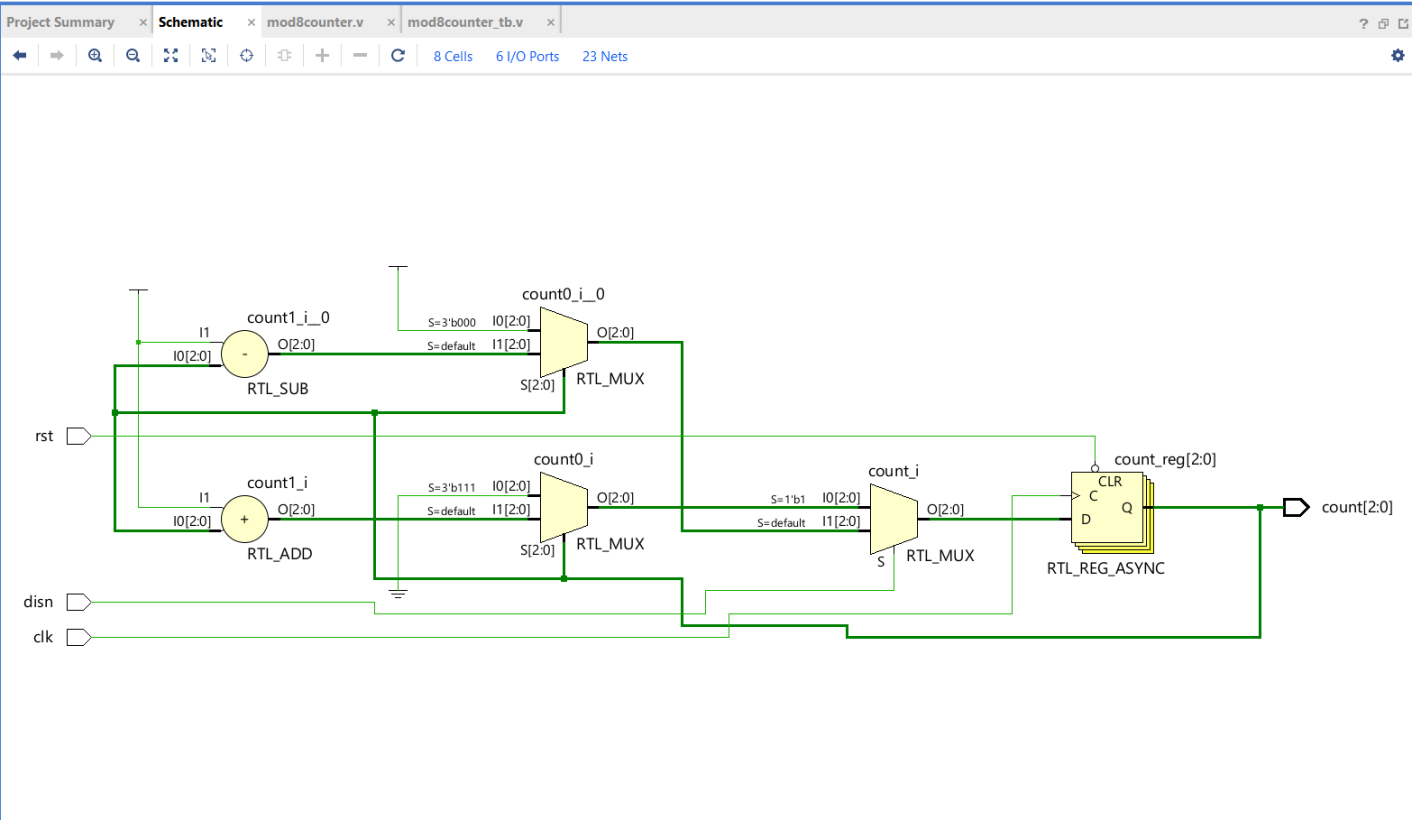 Project Summary × Schematic × mod8counter.v × mod8counter_tb.v × ?
8 Cells 6 I/O Ports 23 Nets
count0_i__0
count1_i__0
S=3'b000 I0[2:0]
I1 O[2:0]
O[2:0] S=default I1[2:0]
I0[2:0] -
S[2:0] RTL_MUX
RTL_SUB
rst
count0_i count_reg[2:0]
count_i
count1_i CLR
S=3'b111 I0[2:0]
C
I1 O[2:0] S=1'b1 I0[2:0]
O[2:0] S=default I1[2:0] O[2:0] Q count[2:0]
I0[2:0] + S=default I1[2:0] D
S[2:0] RTL_MUX
RTL_ADD S RTL_MUX
RTL_REG_ASYNC
disn
clk